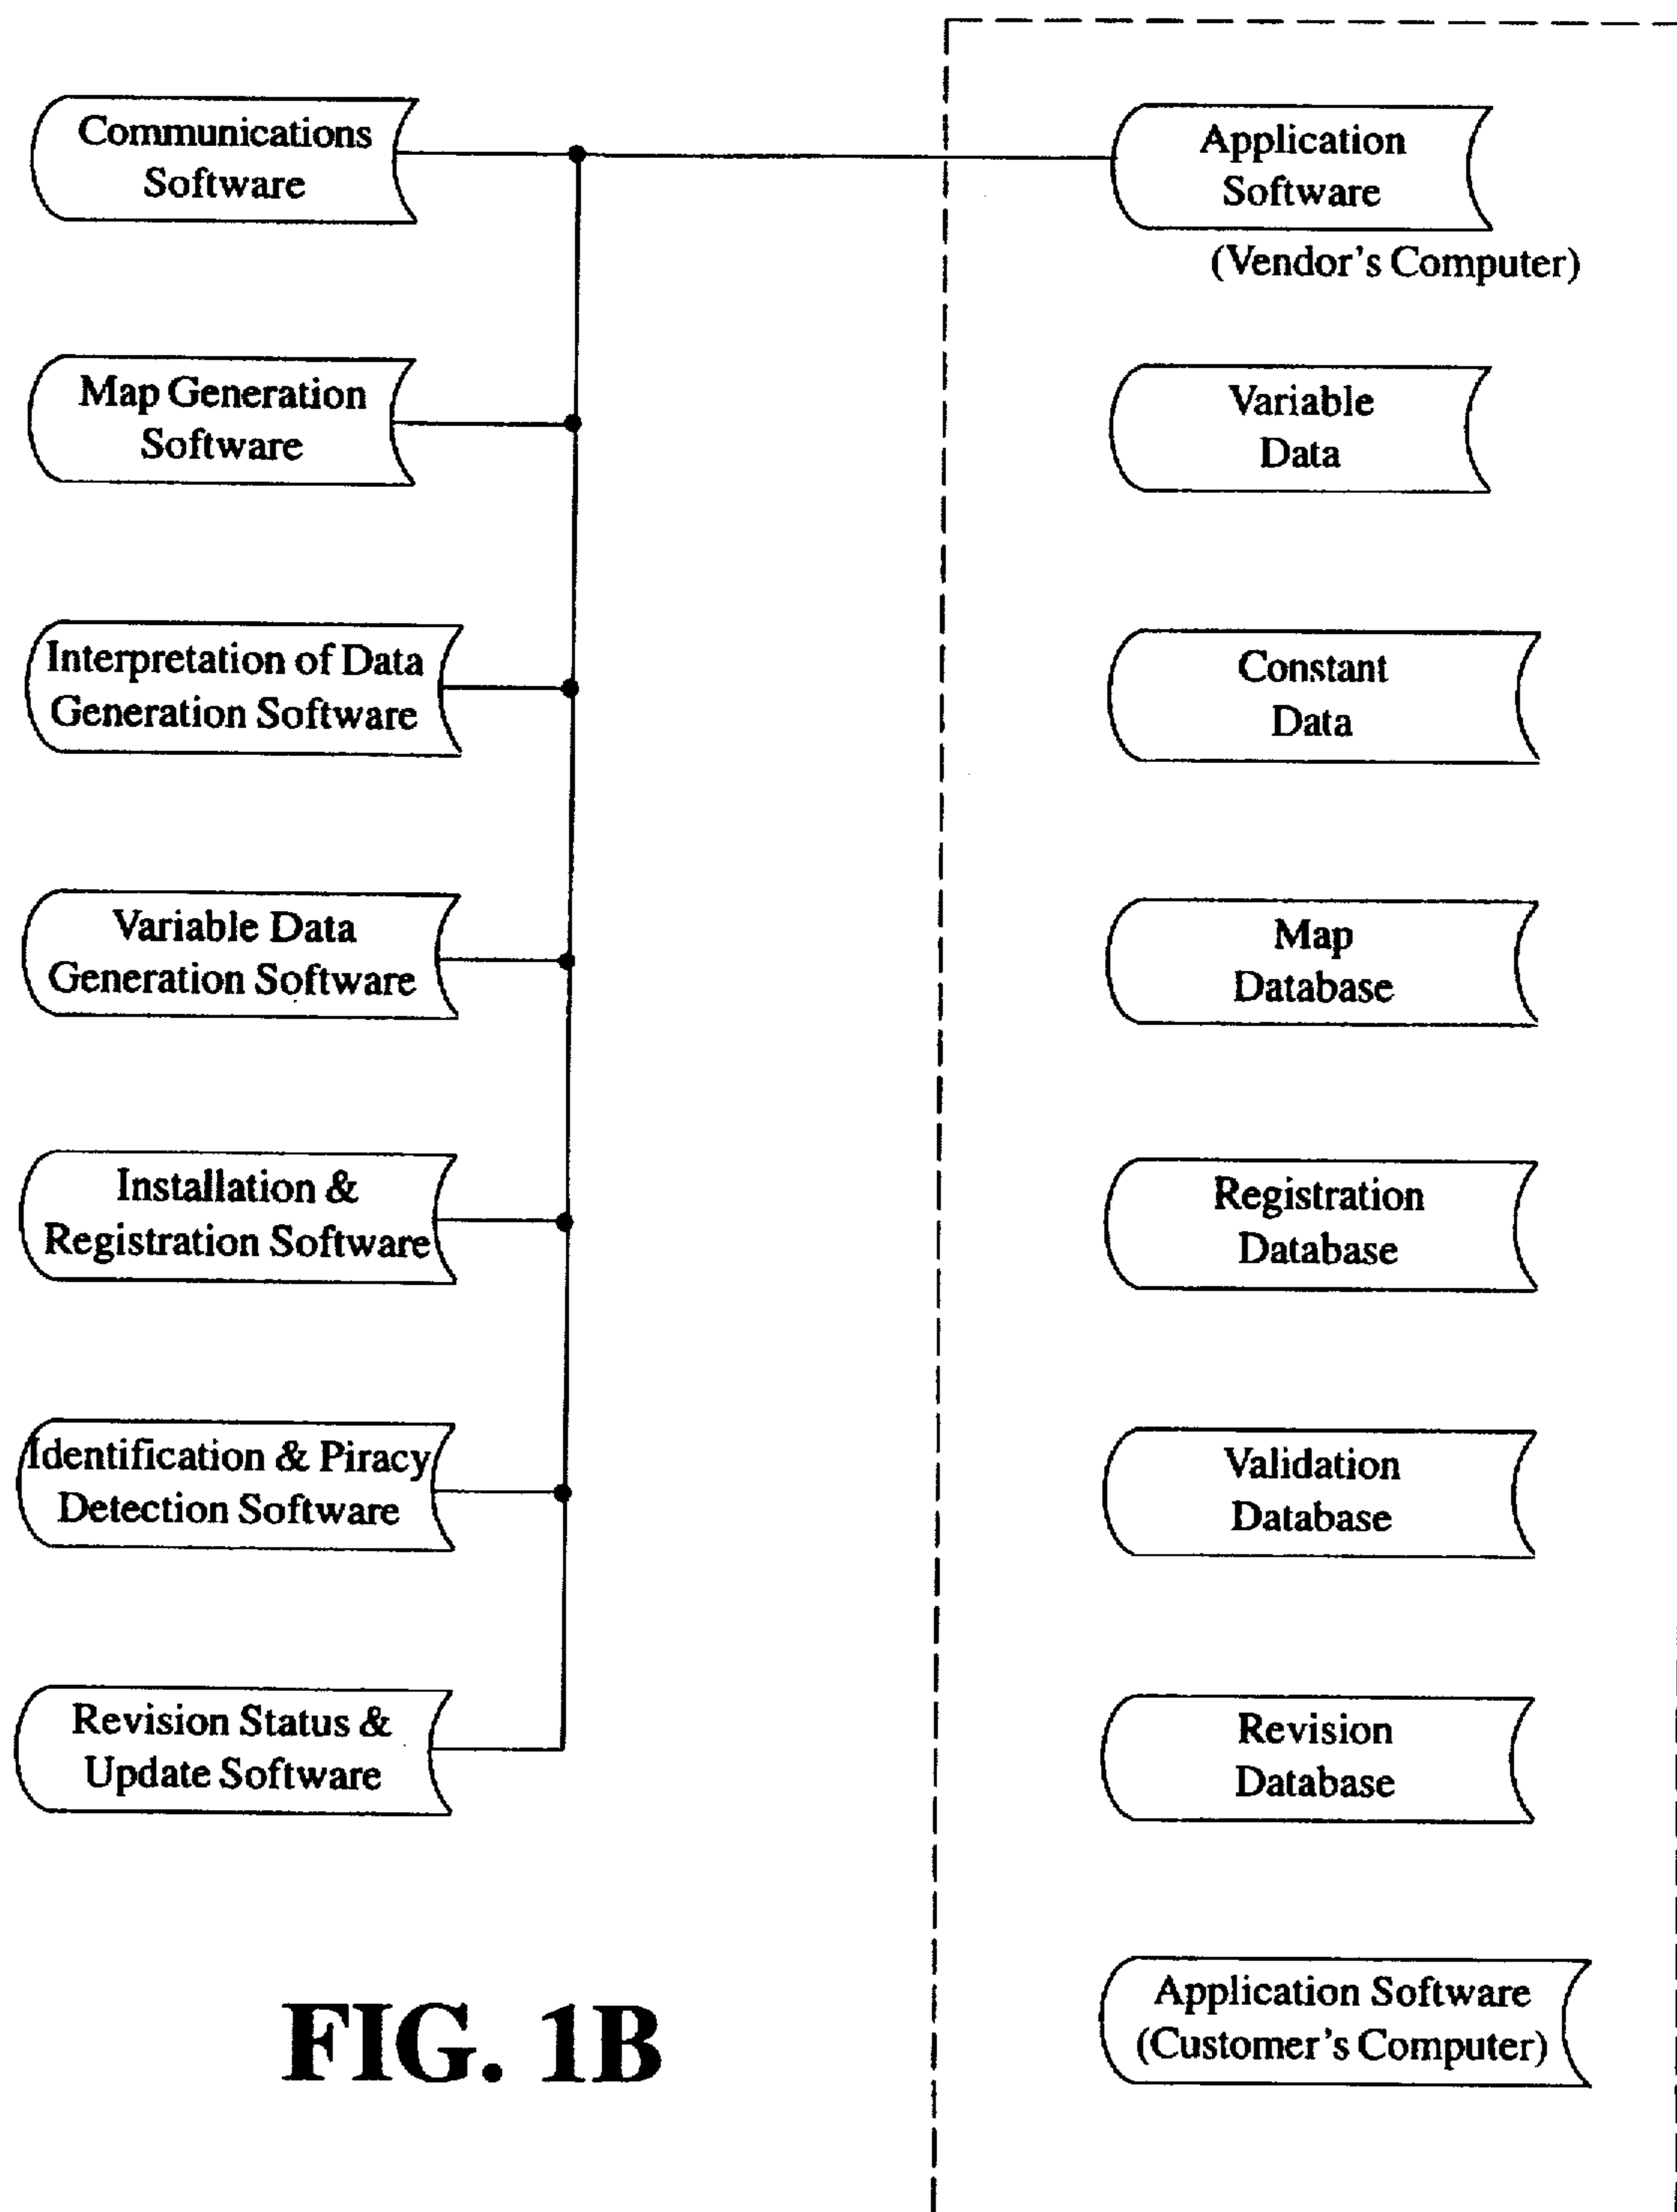 Communications
Software
Map Generation
Software
Interpretation of Data
Generation Software
Variable Data
Generation Software
Installation &
Registration Software
Identification & Piracy
Detection Software
Revision Status &
Update Software
FIG. 1B
Application
Software
(Vendor's Computer)
Variable
Data
Constant
Data
Map
Database
Registration
Database
Validation
Database
Revision
Database
Application Software
(Customer's Computer)